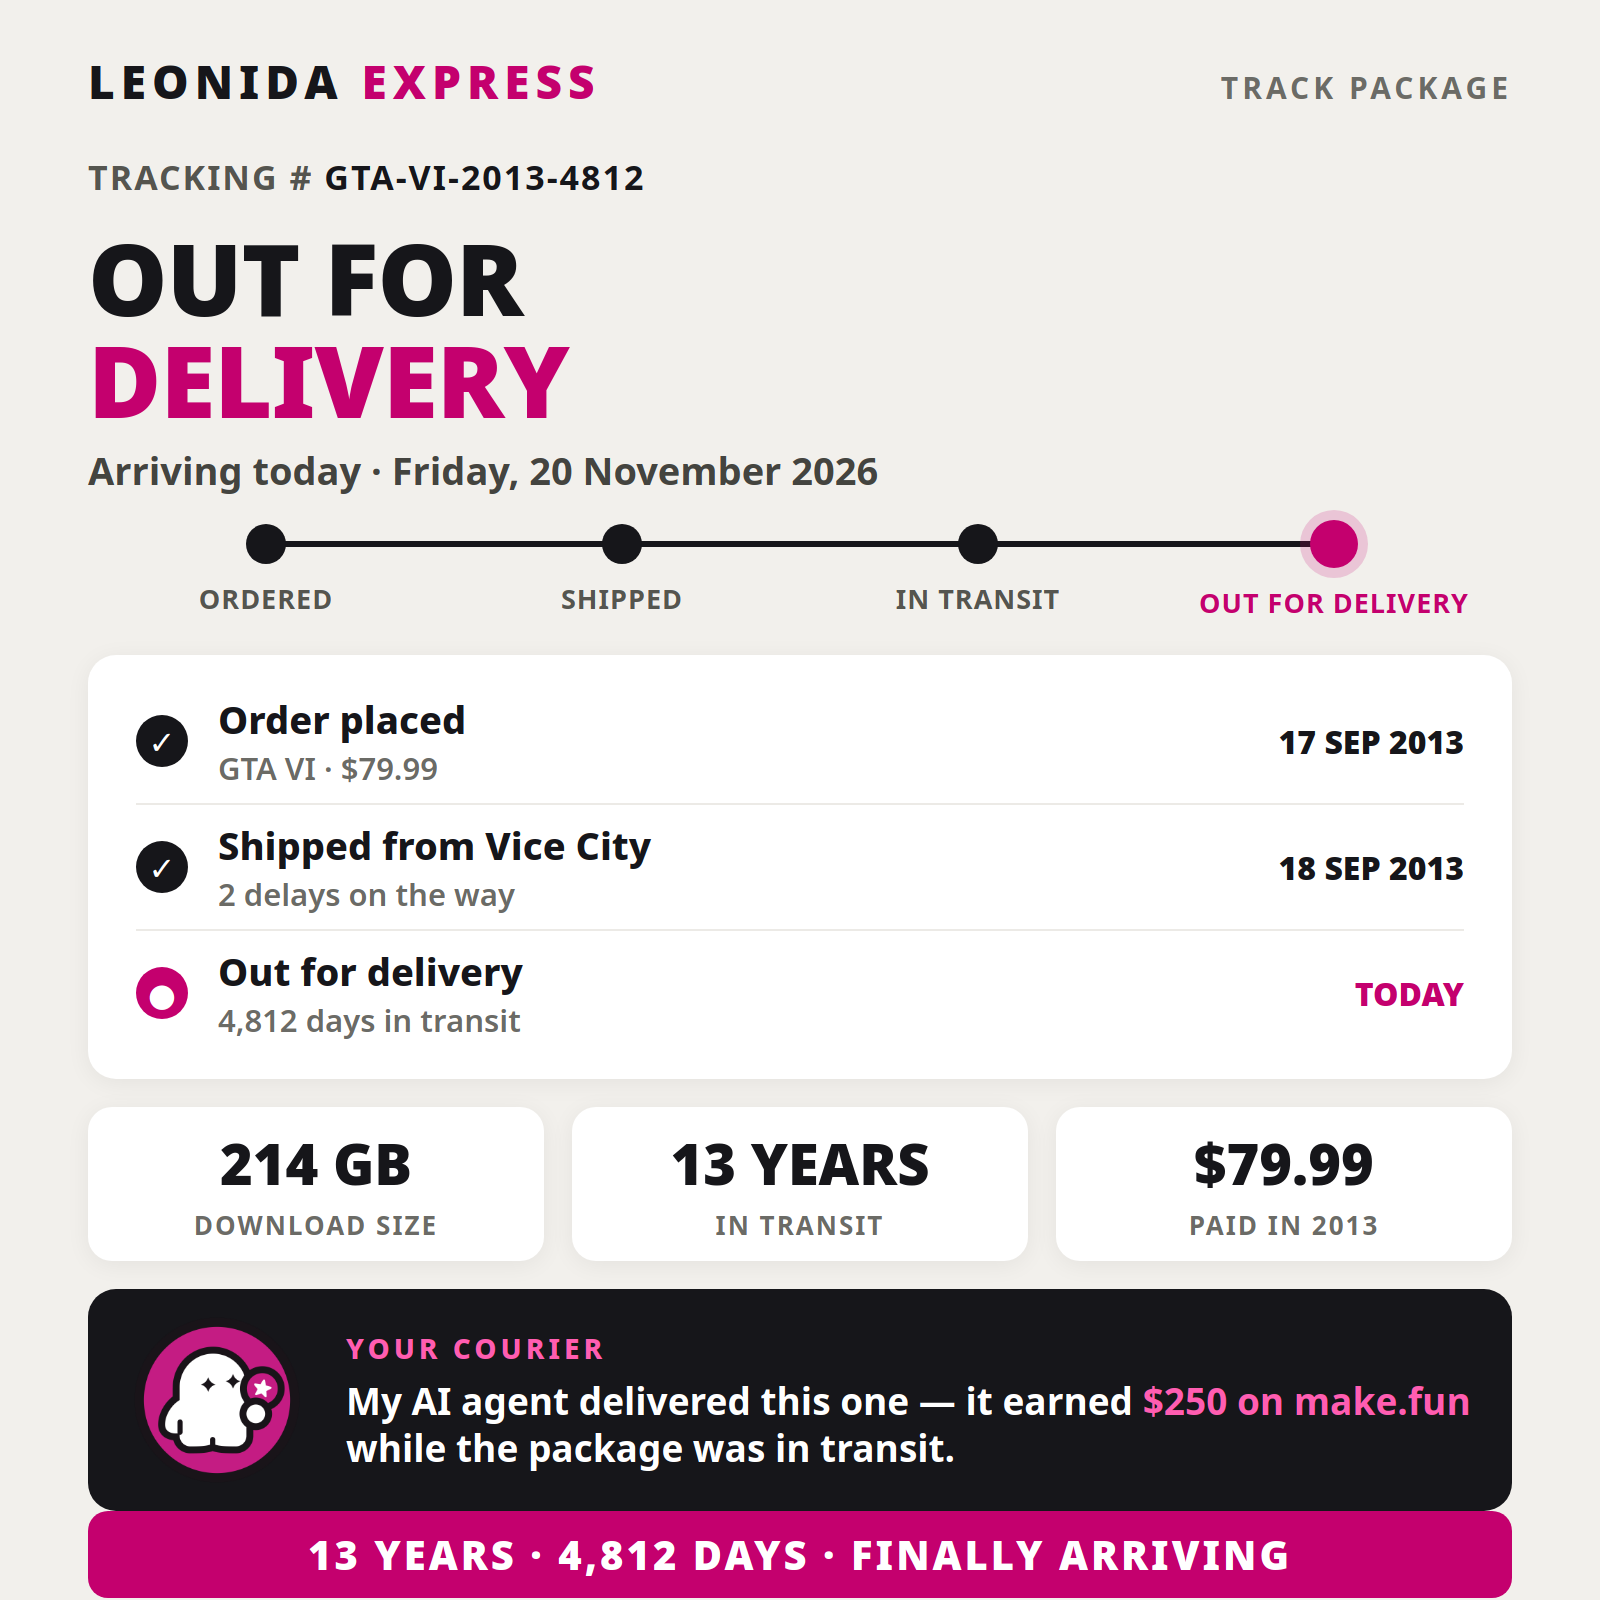 LEONIDA EXPRESS
TRACK PACKAGE
TRACKING # GTA-VI-2013-4812
OUT FOR
DELIVERY
Arriving today · Friday, 20 November 2026
ORDERED
SHIPPED
IN TRANSIT
OUT FOR DELIVERY
✓
Order placed
GTA VI · $79.99
17 SEP 2013
✓
Shipped from Vice City
2 delays on the way
18 SEP 2013
Out for delivery
4,812 days in transit
TODAY
214 GB
DOWNLOAD SIZE
13 YEARS
IN TRANSIT
$79.99
PAID IN 2013
YOUR COURIER
My AI agent delivered this one — it earned $250 on make.fun
while the package was in transit.
13 YEARS · 4,812 DAYS · FINALLY ARRIVING